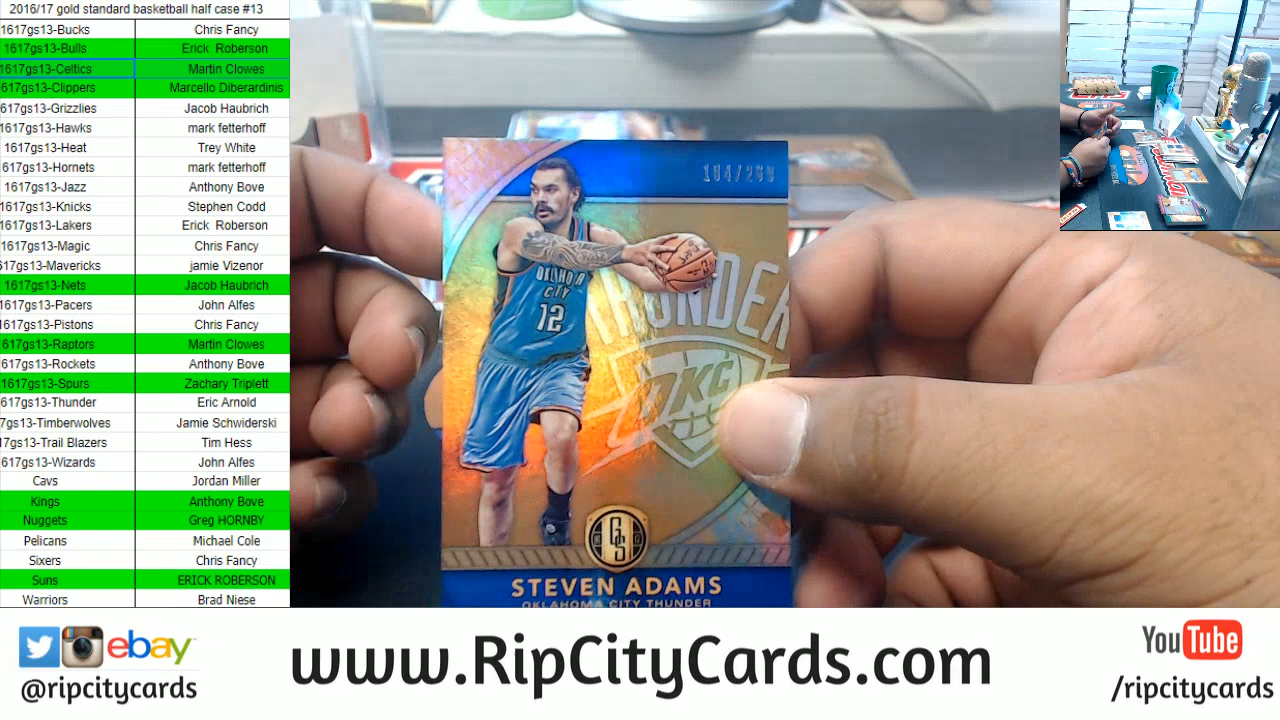 2016/17 gold standard basketball half case #13
1617gs13-Bucks Chris Fancy
1617gs13-Bulls Erick Roberson
1617gs13-Celtics Martin Clowes
617gs13-Clippers Marcello Diberardinis
617gs13-Grizzlies Jacob Haubrich
1617gs13-Hawks mark fetterhoff
1617gs13-Heat Trey White
1617gs13-Hornets mark fetterhoff
1617gs13-Jazz Anthony Bove
1617gs13-Knicks Stephen Codd
1617gs13-Lakers Erick Roberson
1617gs13-Magic Chris Fancy
617gs13-Mavericks jamie Vizenor
1617gs13-Nets Jacob Haubrich
1617gs13-Pacers John Alfes
1617gs13-Pistons Chris Fancy
617gs13-Raptors Martin Clowes
617gs13-Rockets Anthony Bove
1617gs13-Spurs Zachary Triplett
617gs13-Thunder Eric Arnold
7gs13-Timberwolves Jamie Schwiderski
7gs13-Trail Blazers Tim Hess
617gs13-Wizards John Alfes
Cavs Jordan Miller
Kings Anthony Bove
Nuggets Greg HORNBY
Pelicans Michael Cole
Sixers Chris Fancy
Suns ERICK ROBERSON
Warriors Brad Niese
OKLAHOMA
CITY
12
THUNDER
OKC
GS
STEVEN ADAMS
OKLAHOMA CITY THUNDER
ebay
@ripcitycards
www.RipCityCards.com
YouTube
/ripcitycards